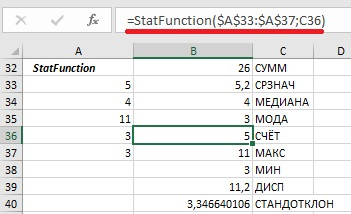 =StatFunction($A$33:$A$37;C36)
A B C
32 StatFunction 26 СУММ
33 5 5,2 СРЗНАЧ
34 4 4 МЕДИАНА
35 11 3 МОДА
36 3 5 СЧЁТ
37 3 11 МАКС
38 3 МИН
39 11,2 ДИСП
40 3,346640106 СТАНДОТКЛОН